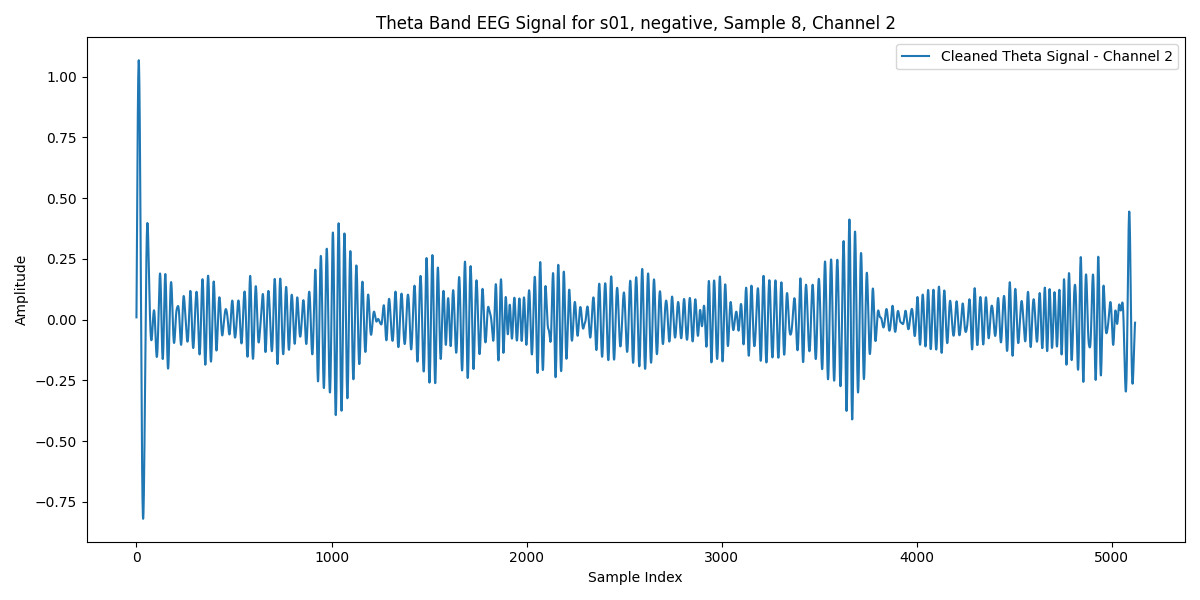 Theta Band EEG Signal for s01, negative, Sample 8, Channel 2
Cleaned Theta Signal - Channel 2
Amplitude
1.00
0.75
0.50
0.25
0.00
−0.25
−0.50
−0.75
0 1000 2000 3000 4000 5000
Sample Index